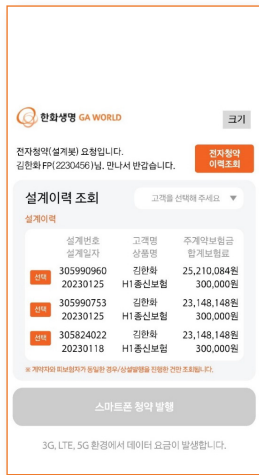 한화생명 GA WORLD
크기
전자청약(설계봇) 요청입니다.
김한화 FP(2230456)님, 만나서 반갑습니다.
전자청약
이력조회
설계이력 조회
고객을 선택해 주세요 ▼
설계이력
설계번호 고객명 주계약보험금
설계일자 상품명 합계보험료
선택
305990960 김한화 25,210,084원
20230125 H1종신보험 300,000원
선택
305990753 김한화 23,148,148원
20230125 H1종신보험 300,000원
선택
305824022 김한화 23,148,148원
20230118 H1종신보험 300,000원
※ 계약자와 피보험자가 동일한 경우/상설발행을 진행한 건만 조회됩니다.
스마트폰 청약 발행
3G, LTE, 5G 환경에서 데이터 요금이 발생합니다.